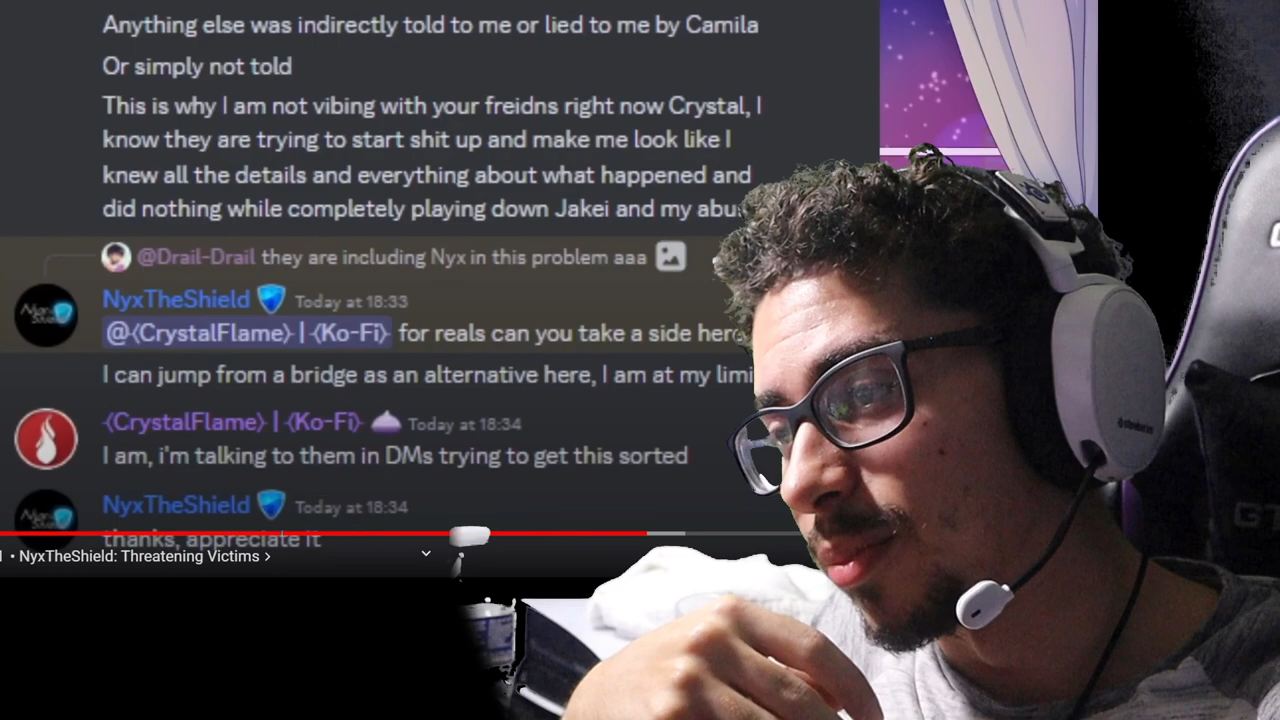 Anything else was indirectly told to me or lied to me by Camila
Or simply not told
This is why I am not vibing with your freidns right now Crystal, I
know they are trying to start shit up and make me look like I
knew all the details and everything about what happened and
did nothing while completely playing down Jakei and my abu
@Drail-Drail they are including Nyx in this problem aaa
NyxTheShield Today at 18:33
@⟨CrystalFlame⟩ | ⟨Ko-Fi⟩ for reals can you take a side here
I can jump from a bridge as an alternative here, I am at my limi
⟨CrystalFlame⟩ | ⟨Ko-Fi⟩ Today at 18:34
I am, i'm talking to them in DMs trying to get this sorted
NyxTheShield Today at 18:34
thanks, appreciate it
• NyxTheShield: Threatening Victims >